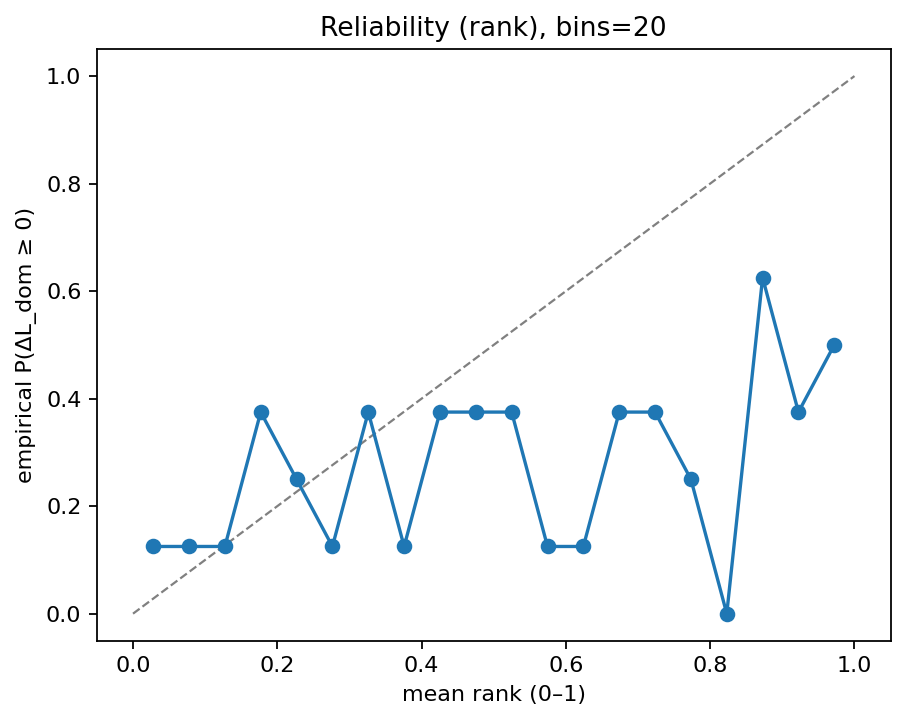 Reliability (rank), bins=20
empirical P(ΔL_dom ≥ 0)
1.0
0.8
0.6
0.4
0.2
0.0
0.0 0.2 0.4 0.6 0.8 1.0
mean rank (0–1)